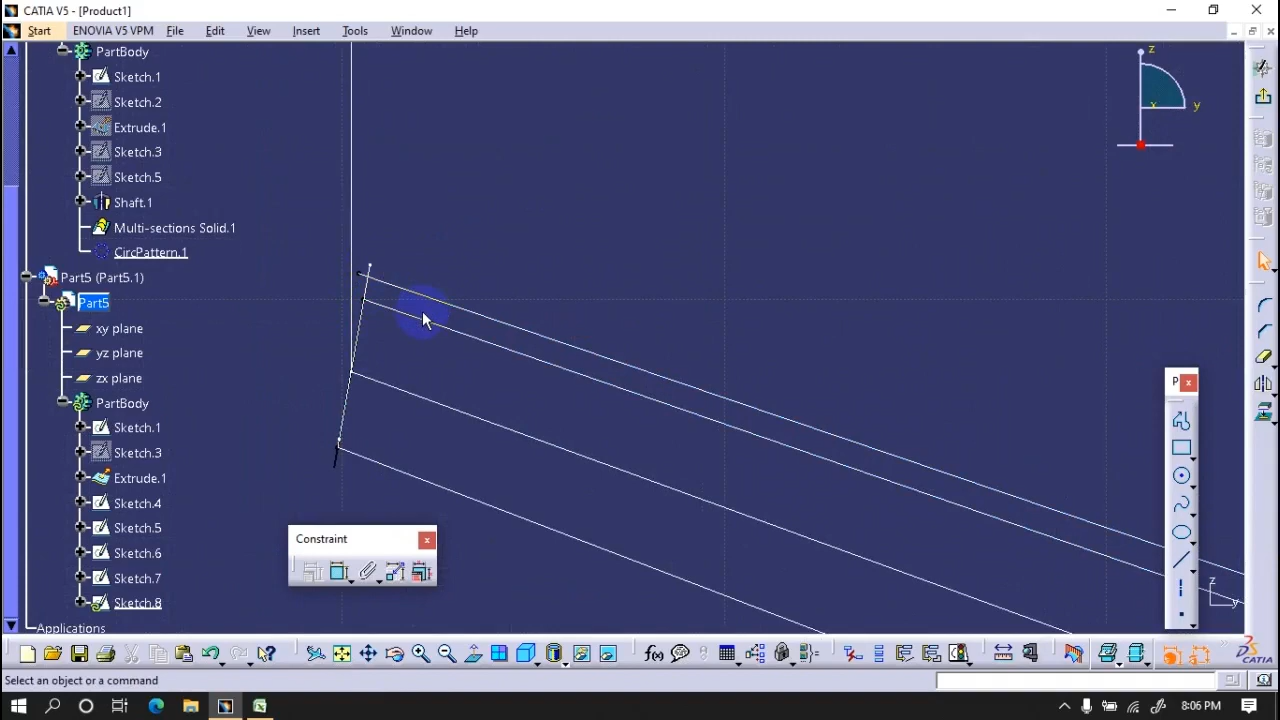 CATIA V5 - [Product1]
Start ENOVIA V5 VPM File Edit View Insert Tools Window Help
PartBody
Sketch.1
Sketch.2
Extrude.1
Sketch.3
Sketch.5
Shaft.1
Multi-sections Solid.1
CircPattern.1
Part5 (Part5.1)
Part5
xy plane
yz plane
zx plane
PartBody
Sketch.1
Sketch.3
Extrude.1
Sketch.4
Sketch.5
Sketch.6
Sketch.7
Sketch.8
Applications
z
x y
P
Constraint
z
y
f(x)
CATIA
Select an object or a command
8:06 PM